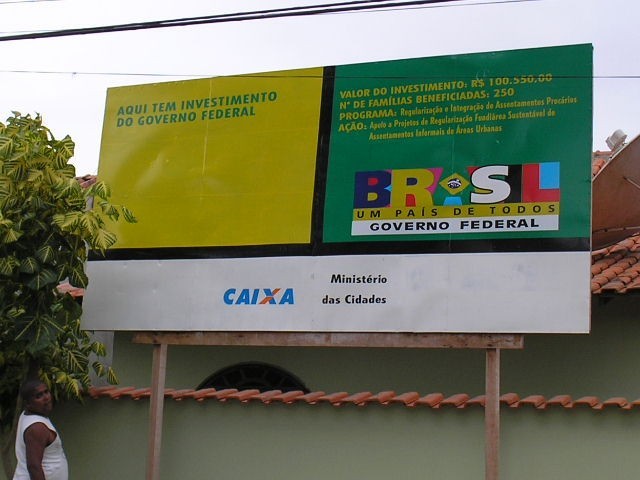 AQUI TEM INVESTIMENTO
DO GOVERNO FEDERAL
VALOR DO INVESTIMENTO: R$ 100.550,00
Nº DE FAMÍLIAS BENEFICIADAS: 250
PROGRAMA: Regularização e Integração de Assentamentos Precários
AÇÃO: Apoio a Projetos de Regularização Fundiárea Sustentável de
Assentamentos Informais de Áreas Urbanas
BRASIL
UM PAÍS DE TODOS
GOVERNO FEDERAL
CAIXA
Ministério
das Cidades